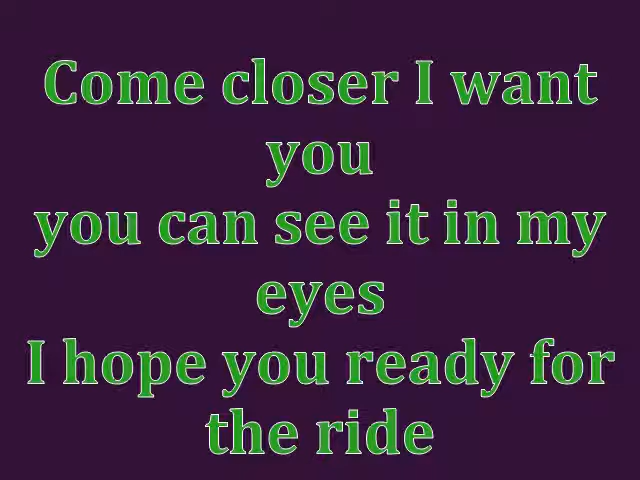 Come closer I want
you
you can see it in my
eyes
I hope you ready for
the ride